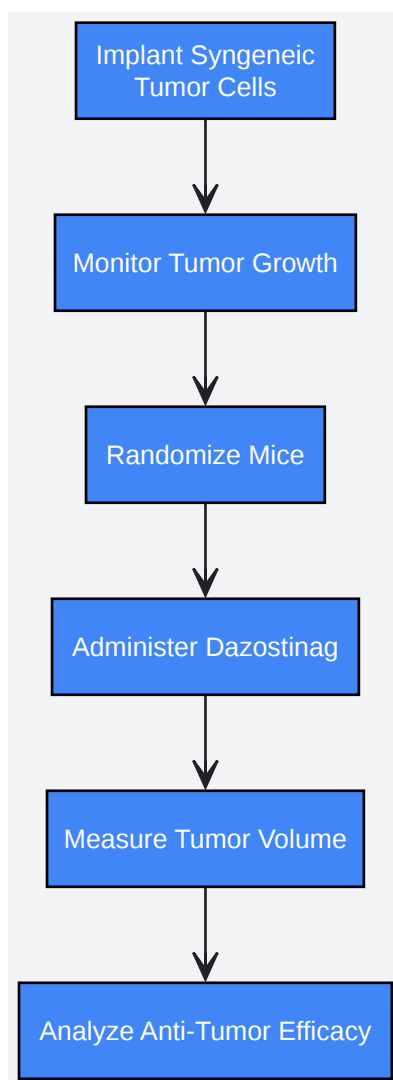 Implant Syngeneic
Tumor Cells
Monitor Tumor Growth
Randomize Mice
Administer Dazostinag
Measure Tumor Volume
Analyze Anti-Tumor Efficacy